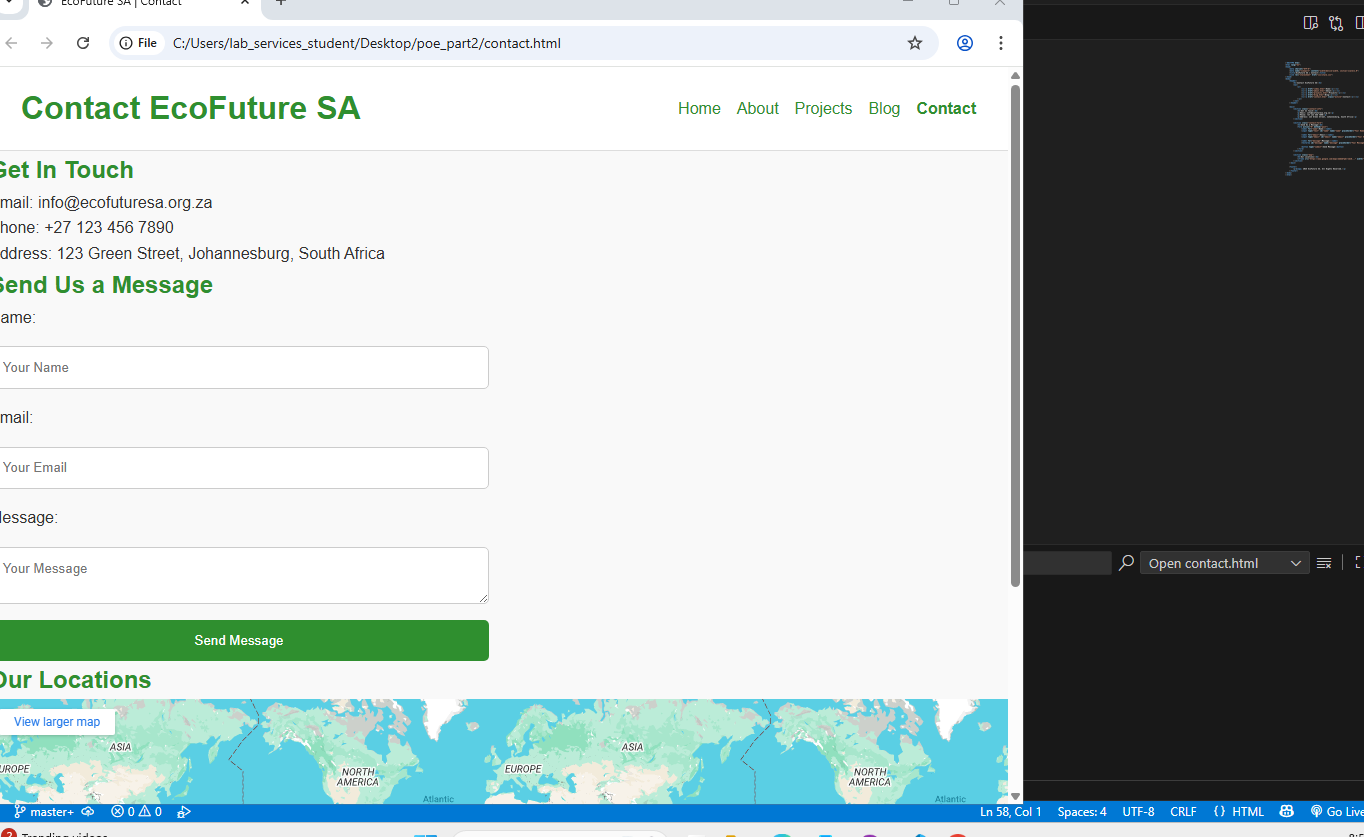 EcoFuture SA | Contact
File C:/Users/lab_services_student/Desktop/poe_part2/contact.html
Contact EcoFuture SA
Home About Projects Blog Contact
Get In Touch
mail: info@ecofuturesa.org.za
hone: +27 123 456 7890
ddress: 123 Green Street, Johannesburg, South Africa
Send Us a Message
ame:
Your Name
mail:
Your Email
essage:
Your Message
Send Message
Our Locations
View larger map
ASIA
NORTH AMERICA
Atlantic
EUROPE
ASIA
NORTH AMERICA
Atlantic
UROPE
Open contact.html
master+ 0 0
Ln 58, Col 1 Spaces: 4 UTF-8 CRLF {} HTML Go Live
2
Trending videos